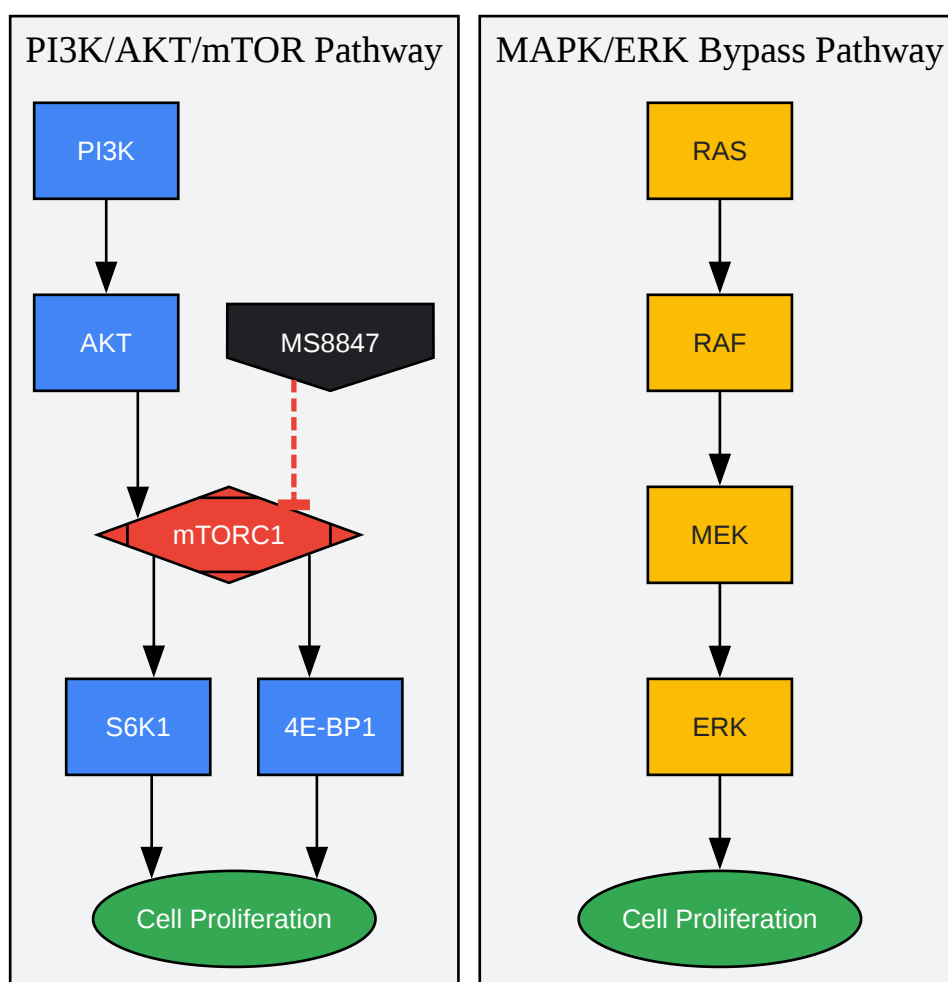 PI3K/AKT/mTOR Pathway
PI3K
AKT
MS8847
mTORC1
S6K1
4E-BP1
Cell Proliferation
MAPK/ERK Bypass Pathway
RAS
RAF
MEK
ERK
Cell Proliferation